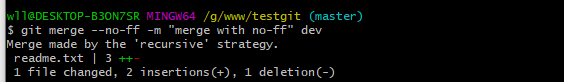 wll@DESKTOP-B3ON7SR MINGW64 /g/www/testgit (master)
$ git merge --no-ff -m "merge with no-ff" dev
Merge made by the 'recursive' strategy.
 readme.txt | 3 ++-
 1 file changed, 2 insertions(+), 1 deletion(-)